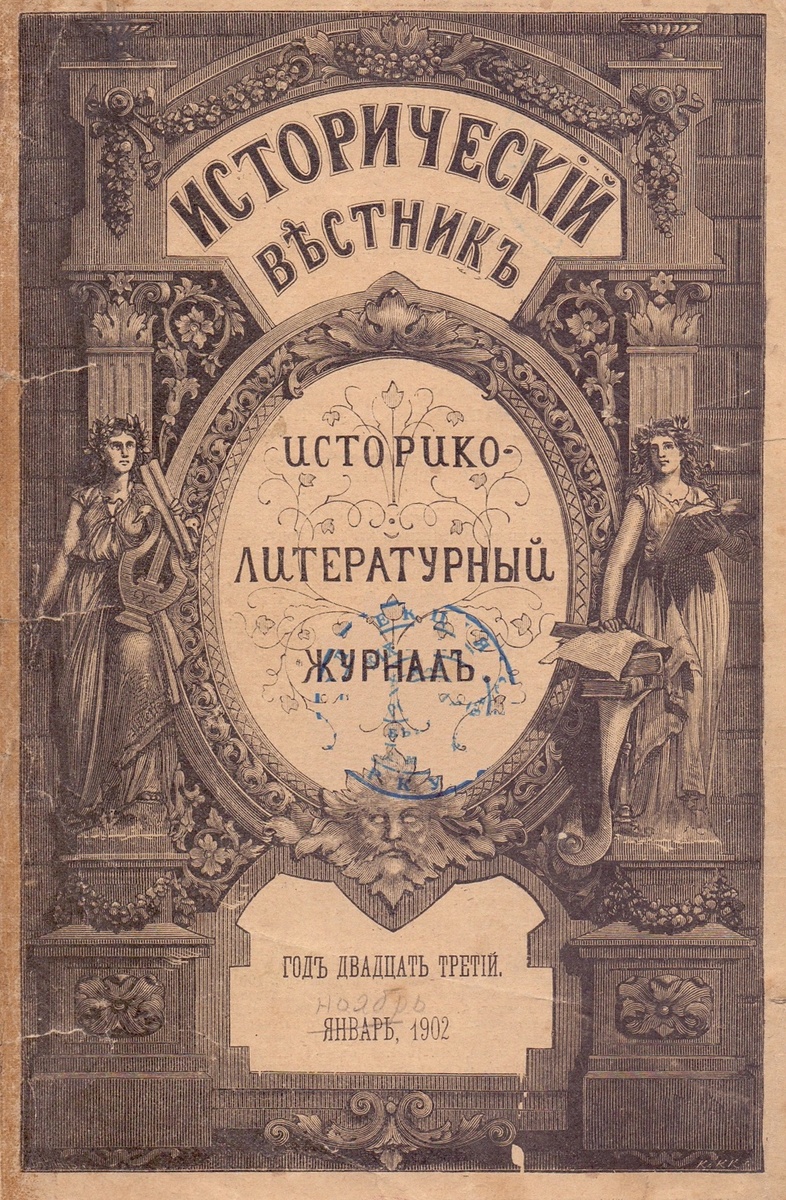 ИСТОРИЧЕСКІЙ
ВѢСТНИКЪ
ИСТОРИКО-
ЛИТЕРАТУРНЫЙ
ЖУРНАЛЪ.
ГОДЪ ДВАДЦАТЬ ТРЕТІЙ.
ноябрь
ЯНВАРЬ, 1902